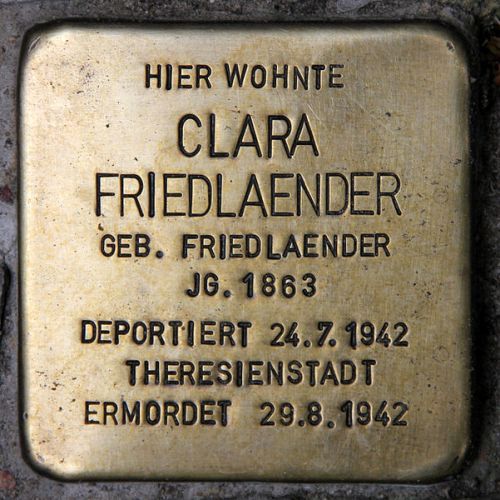 HIER WOHNTE
CLARA
FRIEDLAENDER
GEB. FRIEDLAENDER
JG. 1863
DEPORTIERT 24.7.1942
THERESIENSTADT
ERMORDET 29.8.1942